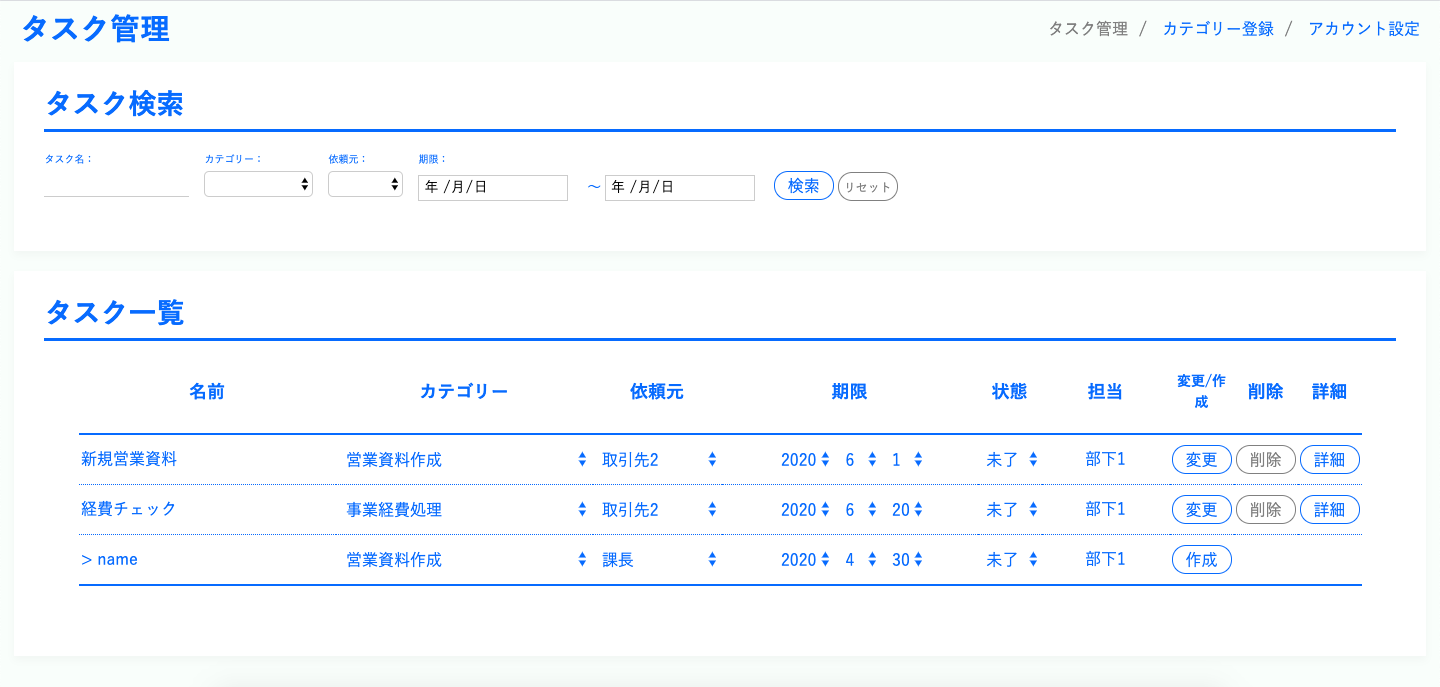 タスク管理
タスク管理 / カテゴリー登録 / アカウント設定
タスク検索
タスク名： カテゴリー： 依頼元： 期限：
年 /月/日 ～ 年 /月/日 検索 リセット
タスク一覧
名前 カテゴリー 依頼元 期限 状態 担当 変更/作成 削除 詳細
新規営業資料 営業資料作成 取引先2 2020 6 1 未了 部下1 変更 削除 詳細
経費チェック 事業経費処理 取引先2 2020 6 20 未了 部下1 変更 削除 詳細
> name 営業資料作成 課長 2020 4 30 未了 部下1 作成